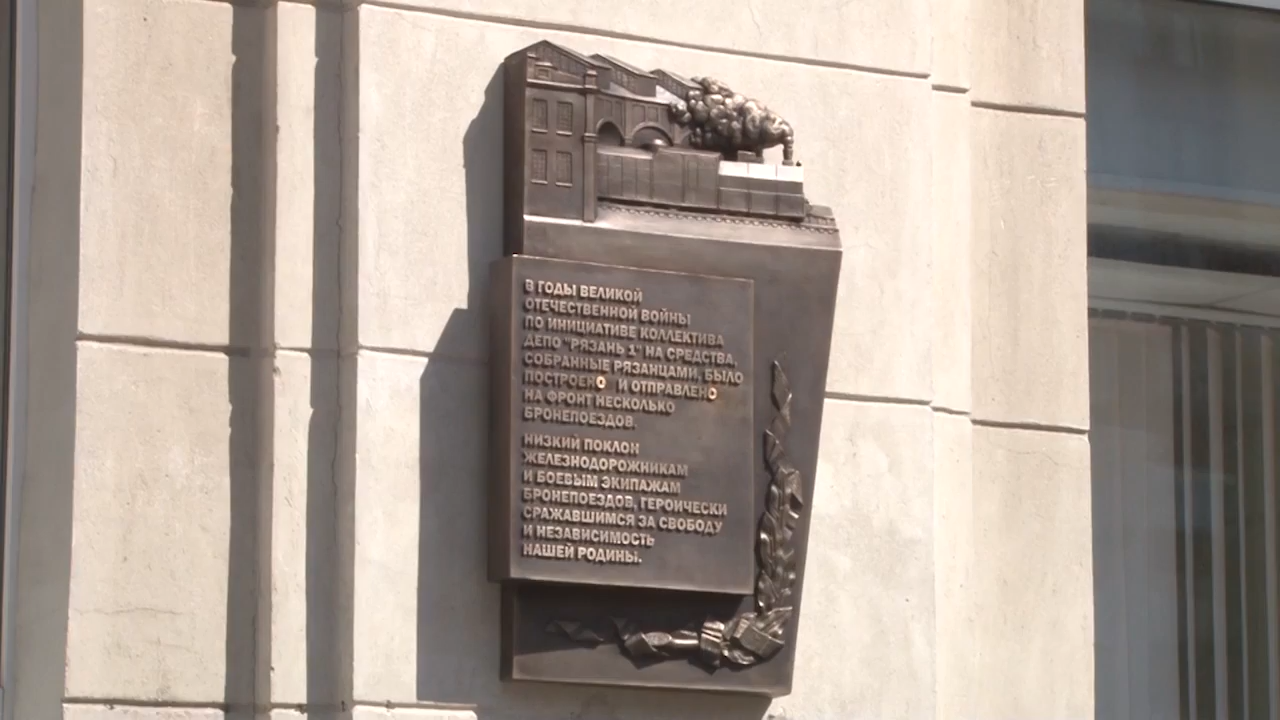 В ГОДЫ ВЕЛИКОЙ
ОТЕЧЕСТВЕННОЙ ВОЙНЫ
ПО ИНИЦИАТИВЕ КОЛЛЕКТИВА
ДЕПО "РЯЗАНЬ 1" НА СРЕДСТВА,
СОБРАННЫЕ РЯЗАНЦАМИ, БЫЛО
ПОСТРОЕНО И ОТПРАВЛЕНО
НА ФРОНТ НЕСКОЛЬКО
БРОНЕПОЕЗДОВ.
НИЗКИЙ ПОКЛОН
ЖЕЛЕЗНОДОРОЖНИКАМ
И БОЕВЫМ ЭКИПАЖАМ
БРОНЕПОЕЗДОВ, ГЕРОИЧЕСКИ
СРАЖАВШИМСЯ ЗА СВОБОДУ
И НЕЗАВИСИМОСТЬ
НАШЕЙ РОДИНЫ.